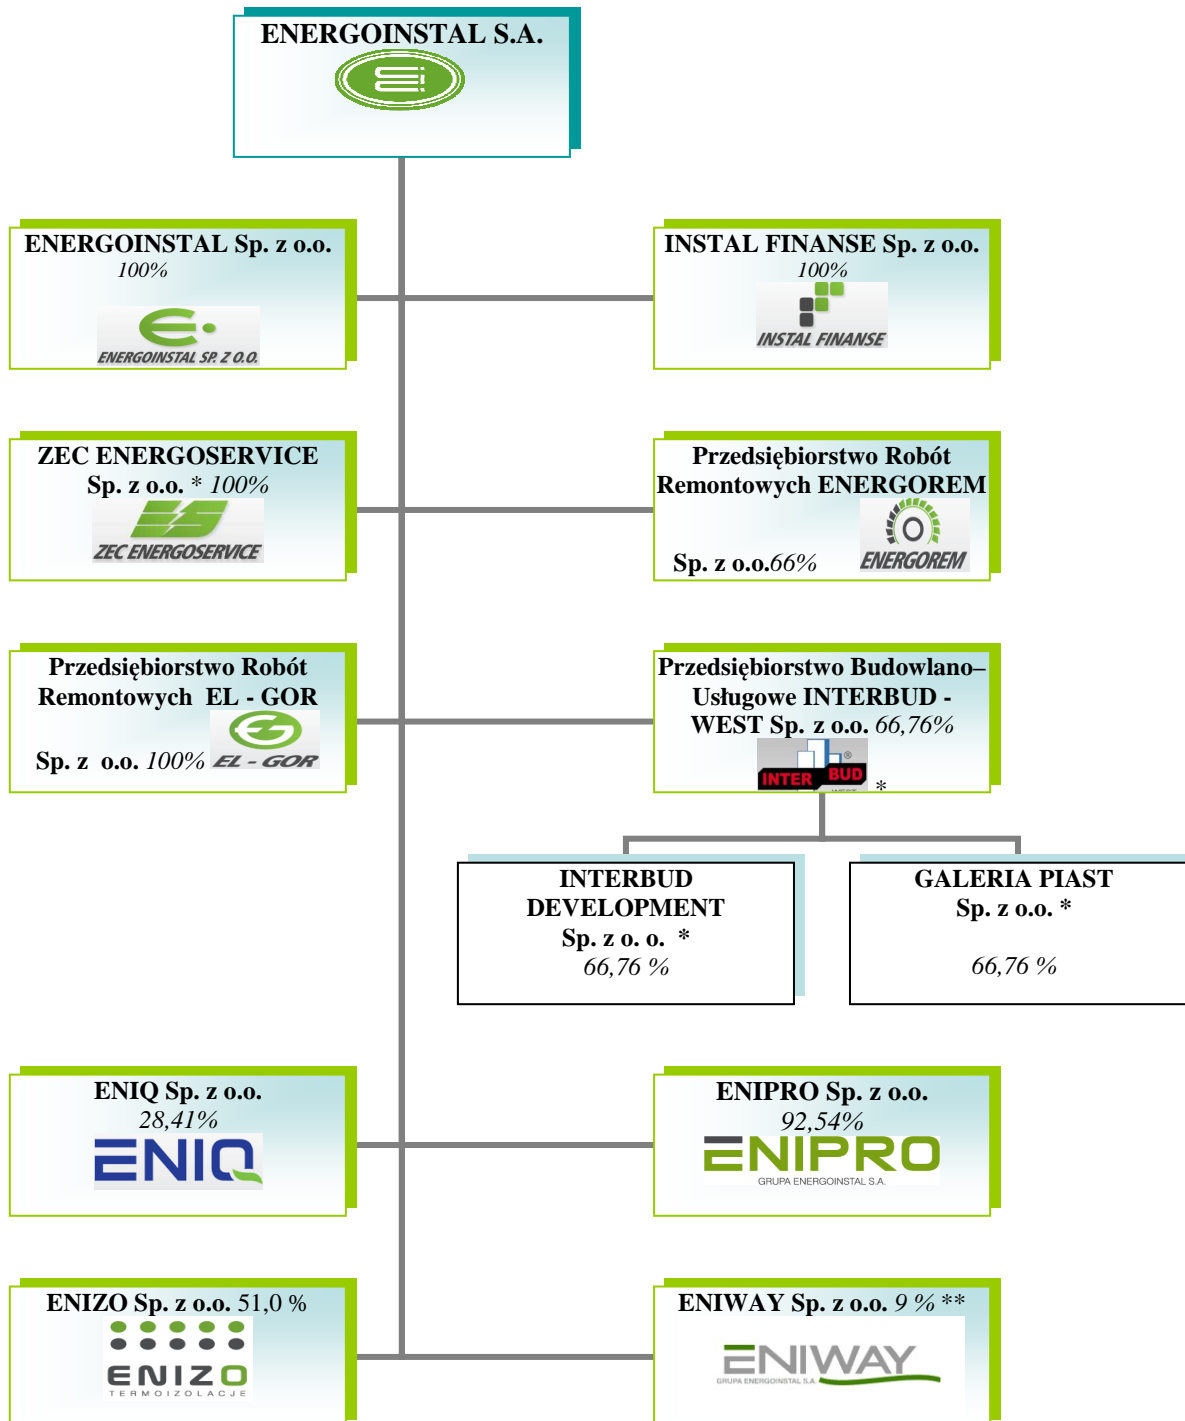 ENERGOINSTAL S.A.
ENERGOINSTAL Sp. z o.o.
100%
ENERGOINSTAL SP. Z O.O.
INSTAL FINANSE Sp. z o.o.
100%
INSTAL FINANSE
ZEC ENERGOSERVICE
Sp. z o.o. * 100%
ZEC ENERGOSERVICE
Przedsiębiorstwo Robót
Remontowych ENERGOREM
Sp. z o.o.66%
ENERGOREM
Przedsiębiorstwo Robót
Remontowych EL - GOR
Sp. z o.o. 100%
EL - GOR
Przedsiębiorstwo Budowlano–
Usługowe INTERBUD -
WEST Sp. z o.o. 66,76%
INTER BUD ®
*
INTERBUD
DEVELOPMENT
Sp. z o. o. *
66,76 %
GALERIA PIAST
Sp. z o.o. *
66,76 %
ENIQ Sp. z o.o.
28,41%
ENIQ
ENIPRO Sp. z o.o.
92,54%
ENIPRO
GRUPA ENERGOINSTAL S.A.
ENIZO Sp. z o.o. 51,0 %
ENIZO
TERMOIZOLACJE
ENIWAY Sp. z o.o. 9 % **
ENIWAY
GRUPA ENERGOINSTAL S.A.